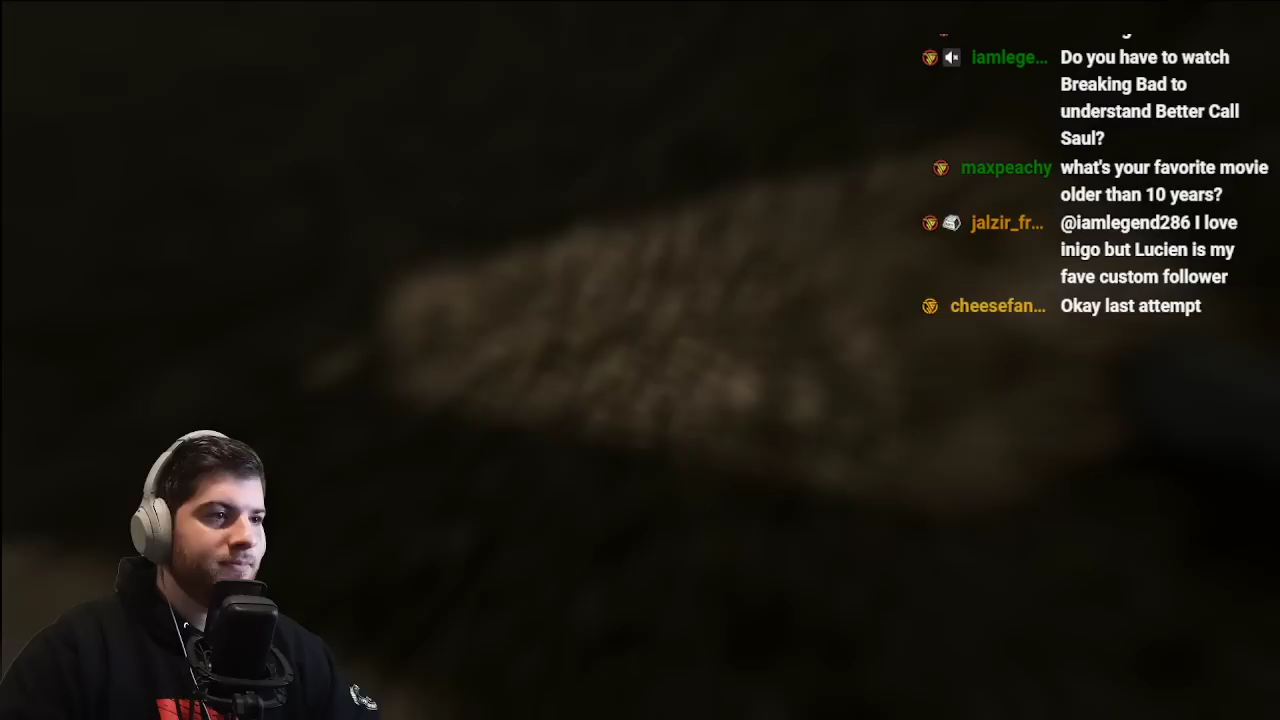 iamlege... Do you have to watch
Breaking Bad to
understand Better Call
Saul?
maxpeachy what's your favorite movie
older than 10 years?
jalzir_fr... @iamlegend286 I love
inigo but Lucien is my
fave custom follower
cheesefan... Okay last attempt